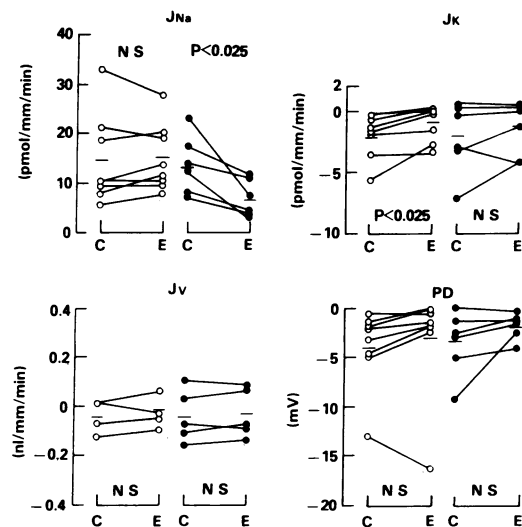 JNa
NS P<0.025
(pmol/mm/min)
40
30
20
10
0
C E C E
JK
(pmol/mm/min)
2
0
−5
−10
P<0.025 NS
C E C E
JV
(nl/mm/min)
0.4
0.2
0
−0.2
−0.4
NS NS
C E C E
PD
(mV)
0
−5
−10
−15
−20
NS NS
C E C E